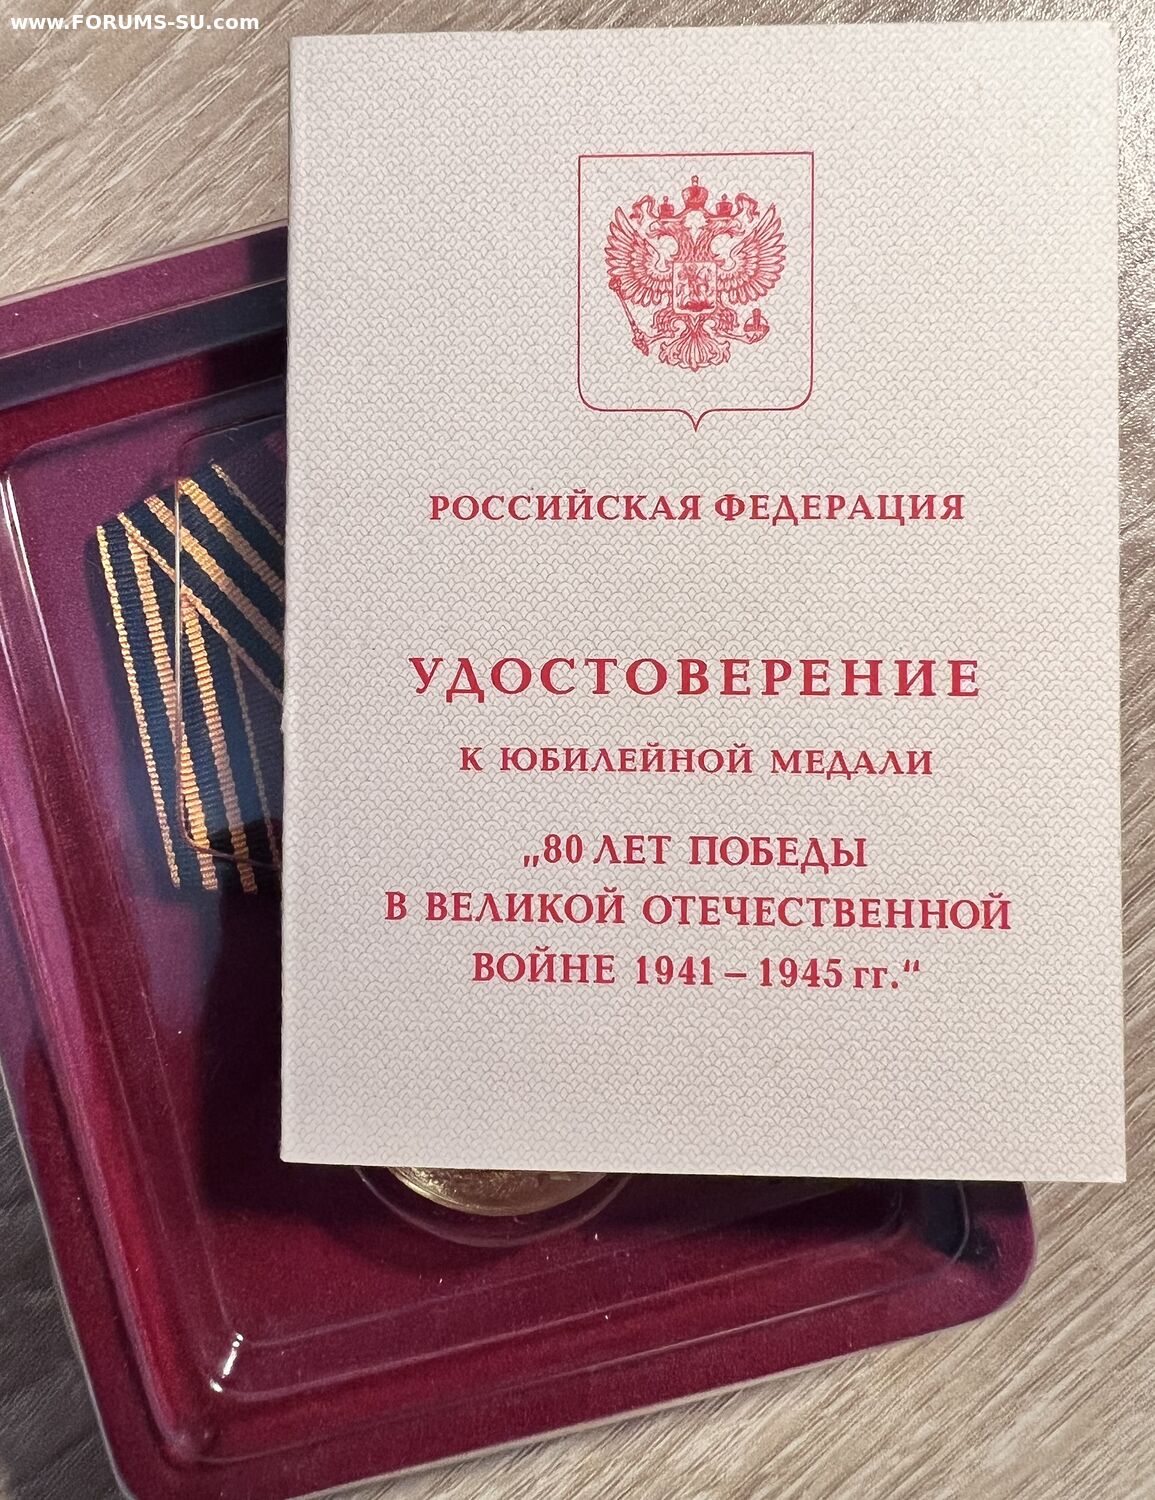 www.FORUMS-SU.com
РОССИЙСКАЯ ФЕДЕРАЦИЯ
УДОСТОВЕРЕНИЕ
К ЮБИЛЕЙНОЙ МЕДАЛИ
„80 ЛЕТ ПОБЕДЫ
В ВЕЛИКОЙ ОТЕЧЕСТВЕННОЙ
ВОЙНЕ 1941 – 1945 гг.“